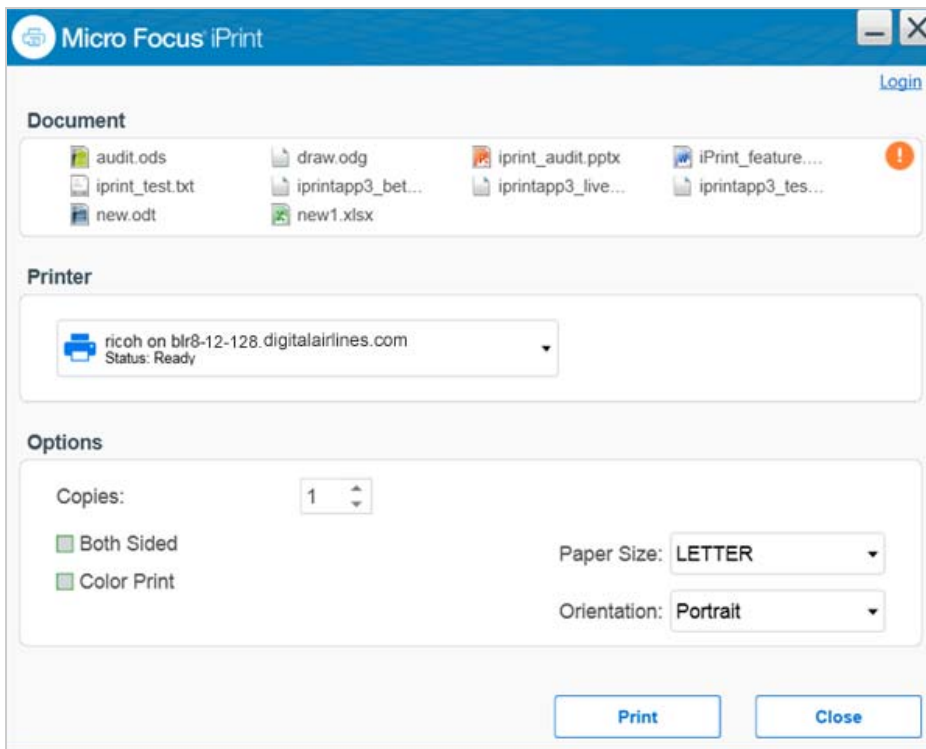 Micro Focus iPrint
Login
Document
audit.ods draw.odg iprint_audit.pptx iPrint_feature....
iprint_test.txt iprintapp3_bet... iprintapp3_live... iprintapp3_tes...
new.odt new1.xlsx
Printer
ricoh on blr8-12-128.digitalairlines.com
Status: Ready
Options
Copies: 1
Both Sided
Paper Size: LETTER
Color Print
Orientation: Portrait
Print Close